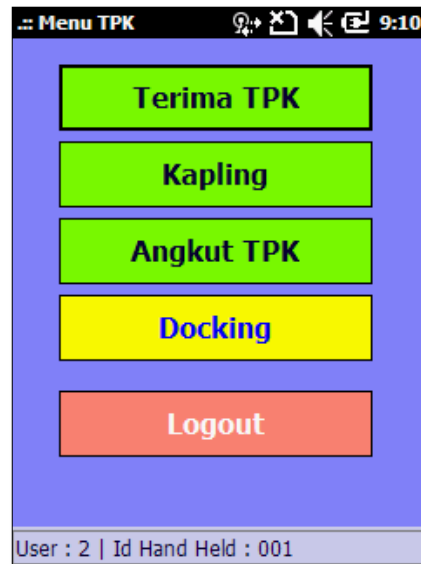 .:: Menu TPK 9:10
Terima TPK
Kapling
Angkut TPK
Docking
Logout
User : 2 | Id Hand Held : 001